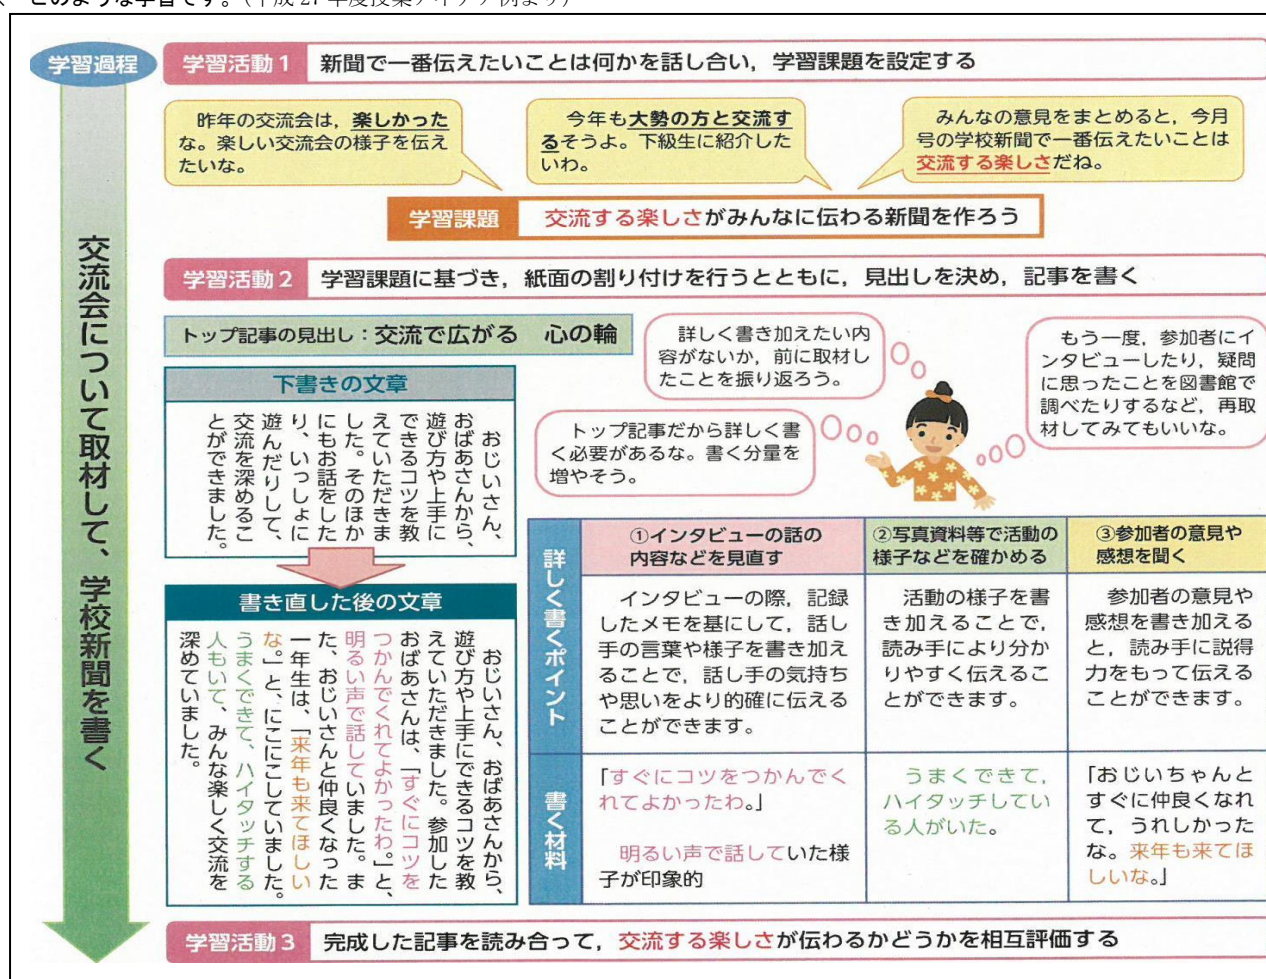 どのような学習です。(平成27年度授業アイディア例より)
学習過程
交流会について取材して、学校新聞を書く
学習活動1 新聞で一番伝えたいことは何かを話し合い，学習課題を設定する
昨年の交流会は，楽しかった
な。楽しい交流会の様子を伝え
たいな。
今年も大勢の方と交流す
るそうよ。下級生に紹介した
いわ。
みんなの意見をまとめると，今月
号の学校新聞で一番伝えたいことは
交流する楽しさだね。
学習課題 交流する楽しさがみんなに伝わる新聞を作ろう
学習活動2 学習課題に基づき，紙面の割り付けを行うとともに，見出しを決め，記事を書く
トップ記事の見出し：交流で広がる 心の輪
詳しく書き加えたい内
容がないか，前に取材し
たことを振り返ろう。
もう一度，参加者にイ
ンタビューしたり，疑問
に思ったことを図書館で
調べたりするなど，再取
材してみてもいいな。
トップ記事だから詳しく書
く必要があるな。書く分量を
増やそう。
下書きの文章
おじいさん、
おばあさんから、
遊び方や上手に
できるコツを教
えていただきま
した。そのほか
にもお話をした
り、いっしょに
遊んだりして、
交流を深めるこ
とができました。
書き直した後の文章
おじいさん、おばあさんから、
遊び方や上手にできるコツを教
えていただきました。参加した
おばあさんは、「すぐにコツを
つかんでくれてよかったわ。」と、
明るい声で話していました。ま
た、おじいさんと仲良くなった
一年生は、「来年も来てほしい
な。」と、にこにこしていました。
うまくできて、ハイタッチする
人もいて、みんな楽しく交流を
深めていました。
詳しく書くポイント
①インタビューの話の
内容などを見直す
②写真資料等で活動の
様子などを確かめる
③参加者の意見や
感想を聞く
インタビューの際，記録
したメモを基にして，話し
手の言葉や様子を書き加え
ることで，話し手の気持ち
や思いをより的確に伝える
ことができます。
活動の様子を書
き加えることで，
読み手により分か
りやすく伝えるこ
とができます。
参加者の意見や
感想を書き加える
と，読み手に説得
力をもって伝える
ことができます。
書く材料
「すぐにコツをつかんでく
れてよかったわ。」
明るい声で話していた様
子が印象的
うまくできて，
ハイタッチしてい
る人がいた。
「おじいちゃんと
すぐに仲良くなれ
て，うれしかった
な。来年も来てほ
しいな。」
学習活動3 完成した記事を読み合って，交流する楽しさが伝わるかどうかを相互評価する